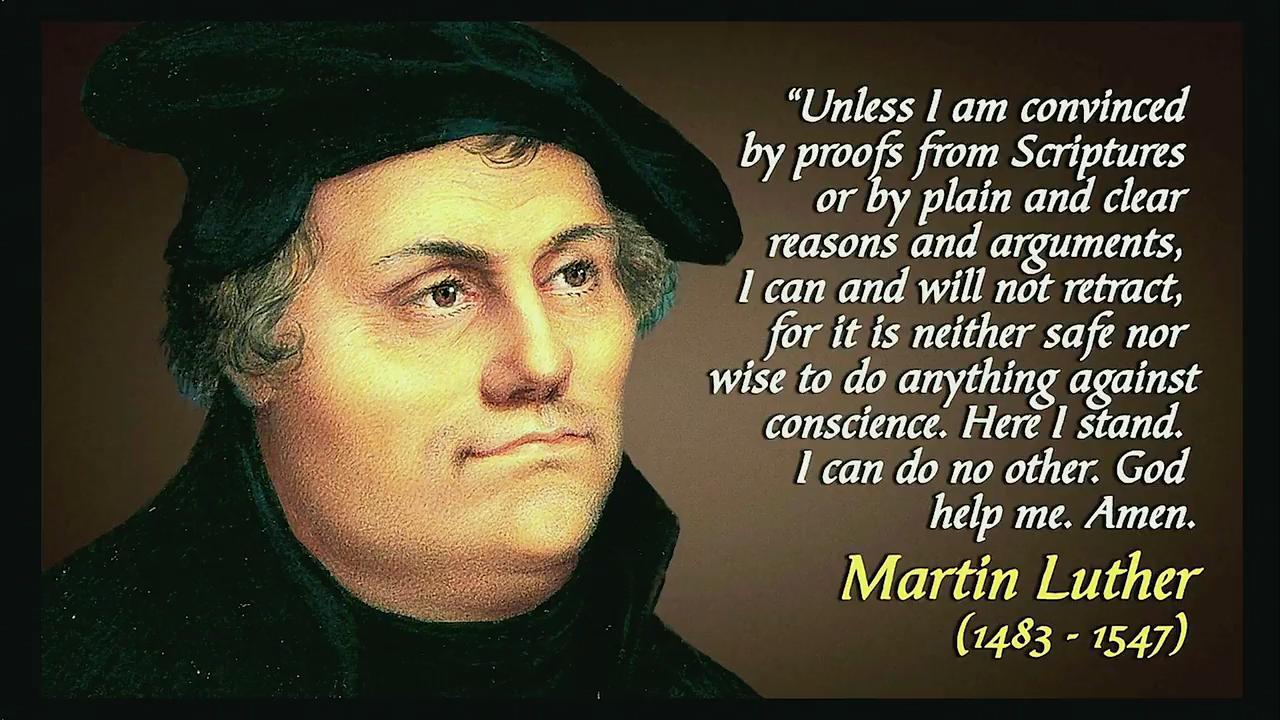 “Unless I am convinced
by proofs from Scriptures
or by plain and clear
reasons and arguments,
I can and will not retract,
for it is neither safe nor
wise to do anything against
conscience. Here I stand.
I can do no other. God
help me. Amen.
Martin Luther
(1483 - 1547)